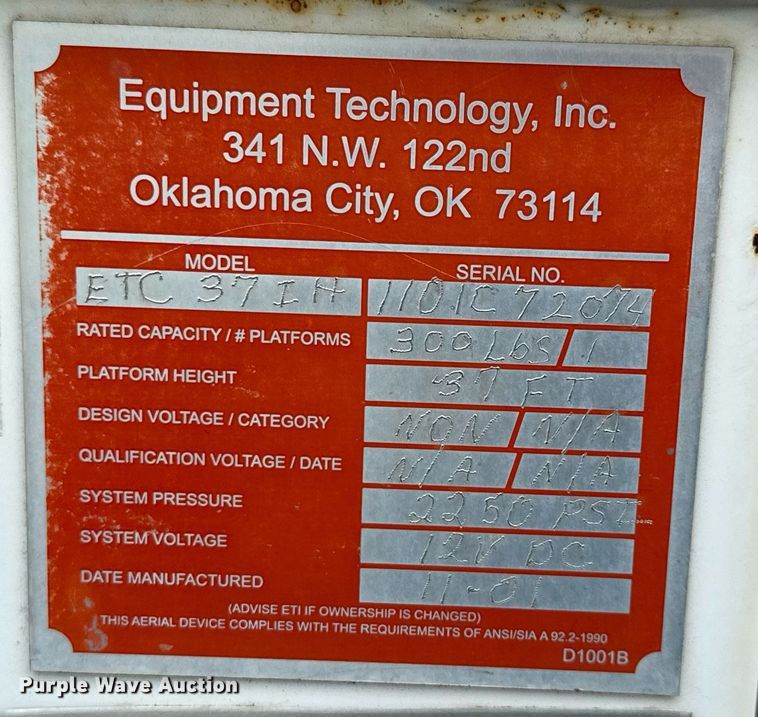 Equipment Technology, Inc.
341 N.W. 122nd
Oklahoma City, OK 73114
MODEL SERIAL NO.
ETC 37IH 1101C72074
RATED CAPACITY / # PLATFORMS 300 LBS / 1
PLATFORM HEIGHT 37 FT
DESIGN VOLTAGE / CATEGORY NON / N/A
QUALIFICATION VOLTAGE / DATE N/A / N/A
SYSTEM PRESSURE 2250 PSI
SYSTEM VOLTAGE 12V DC
DATE MANUFACTURED 11-01
(ADVISE ETI IF OWNERSHIP IS CHANGED)
THIS AERIAL DEVICE COMPLIES WITH THE REQUIREMENTS OF ANSI/SIA A 92.2-1990
D1001B
Purple Wave Auction